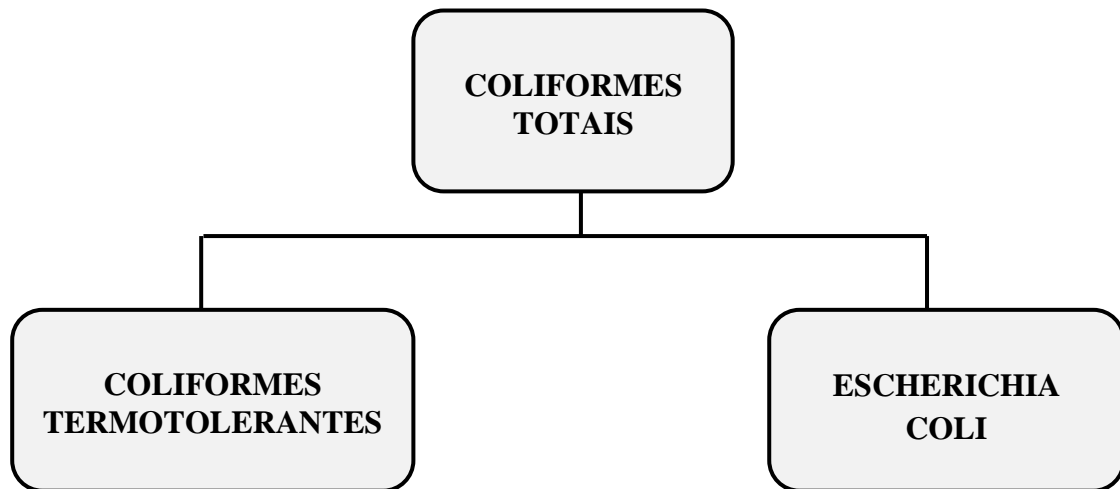 COLIFORMES
TOTAIS
COLIFORMES
TERMOTOLERANTES
ESCHERICHIA
COLI